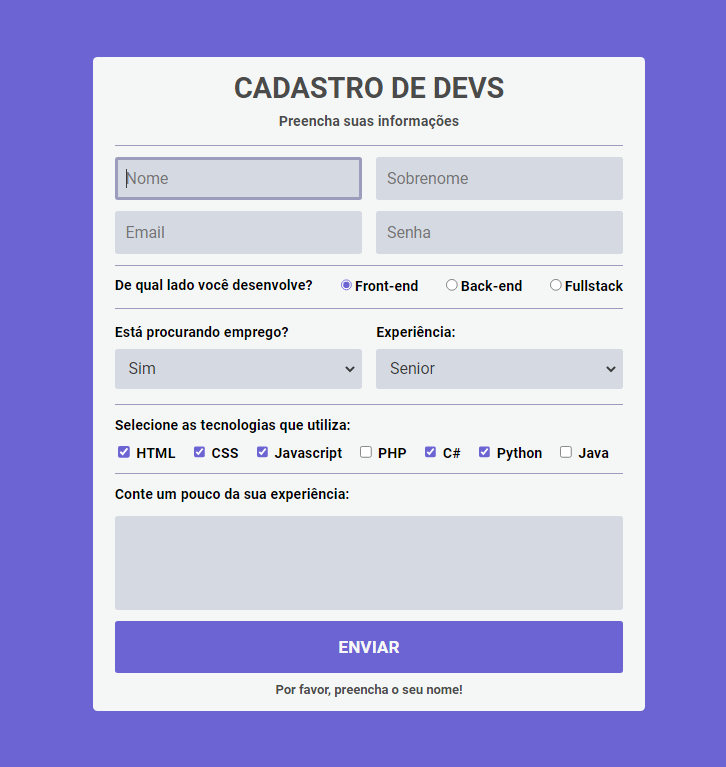 CADASTRO DE DEVS
Preencha suas informações
Nome Sobrenome
Email Senha
De qual lado você desenvolve? Front-end Back-end Fullstack
Está procurando emprego? Experiência:
Sim Senior
Selecione as tecnologias que utiliza:
HTML CSS Javascript PHP C# Python Java
Conte um pouco da sua experiência:
ENVIAR
Por favor, preencha o seu nome!